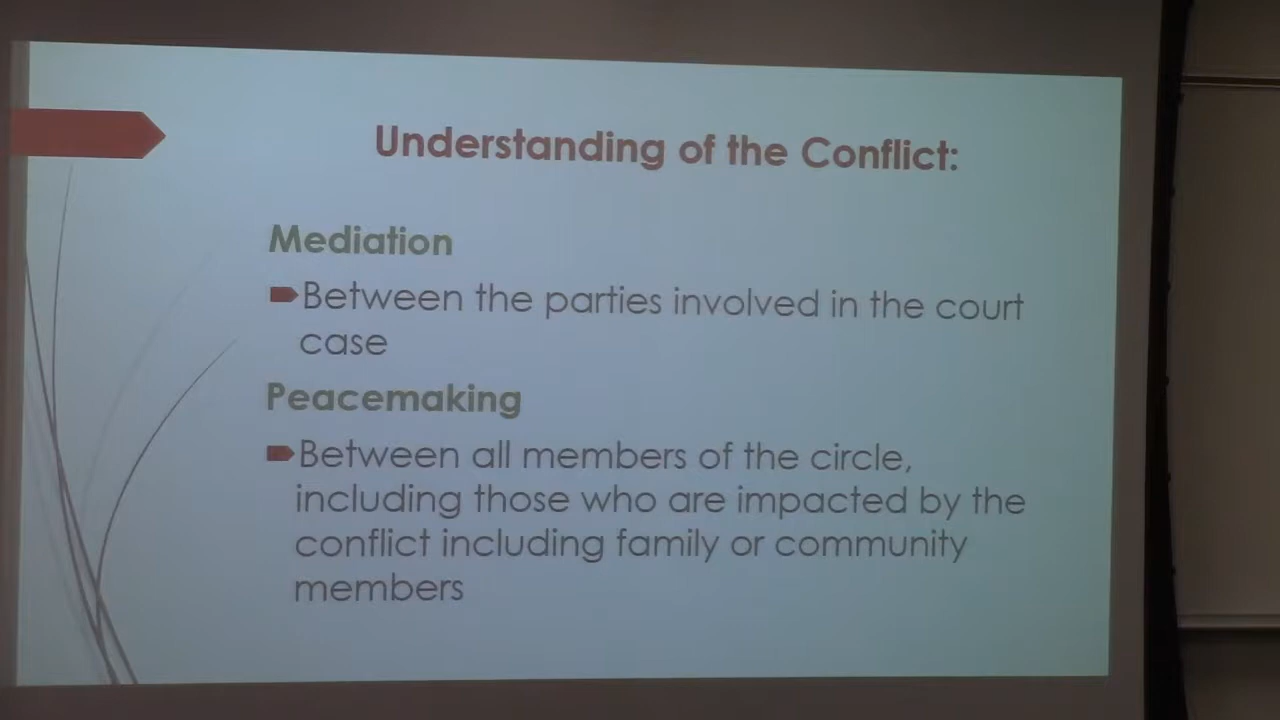 Understanding of the Conflict:
Mediation
Between the parties involved in the court
case
Peacemaking
Between all members of the circle,
including those who are impacted by the
conflict including family or community
members